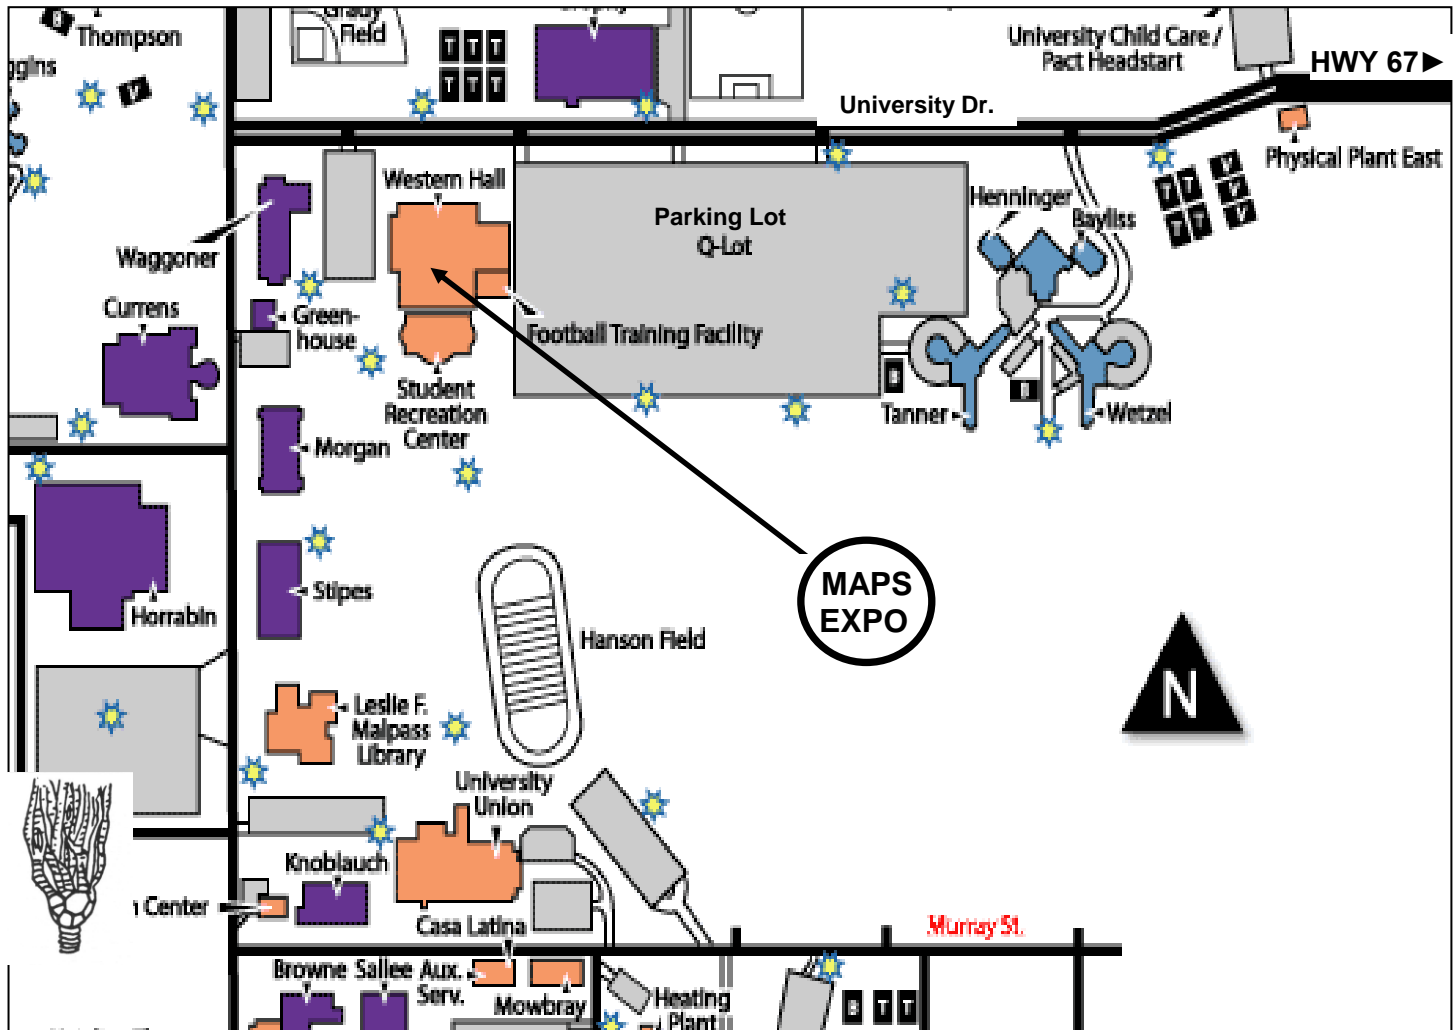 Grady
Field
Thompson
University Child Care /
Pact Headstart
HWY 67►
University Dr.
Physical Plant East
Western Hall
Parking Lot
Q-Lot
Henninger
Bayliss
Waggoner
Currens
Green-
house
Football Training Facility
Student
Recreation
Center
Tanner
Wetzel
Morgan
MAPS
EXPO
Stipes
Horrabin
Hanson Field
N
Leslie F.
Malpass
Library
University
Union
Knoblauch
Center
Casa Latina
Murray St.
Browne
Sallee
Aux.
Serv.
Mowbray
Heating
Plant
T T T
T T T
V
T T V
T T V
V
B
B
B T T